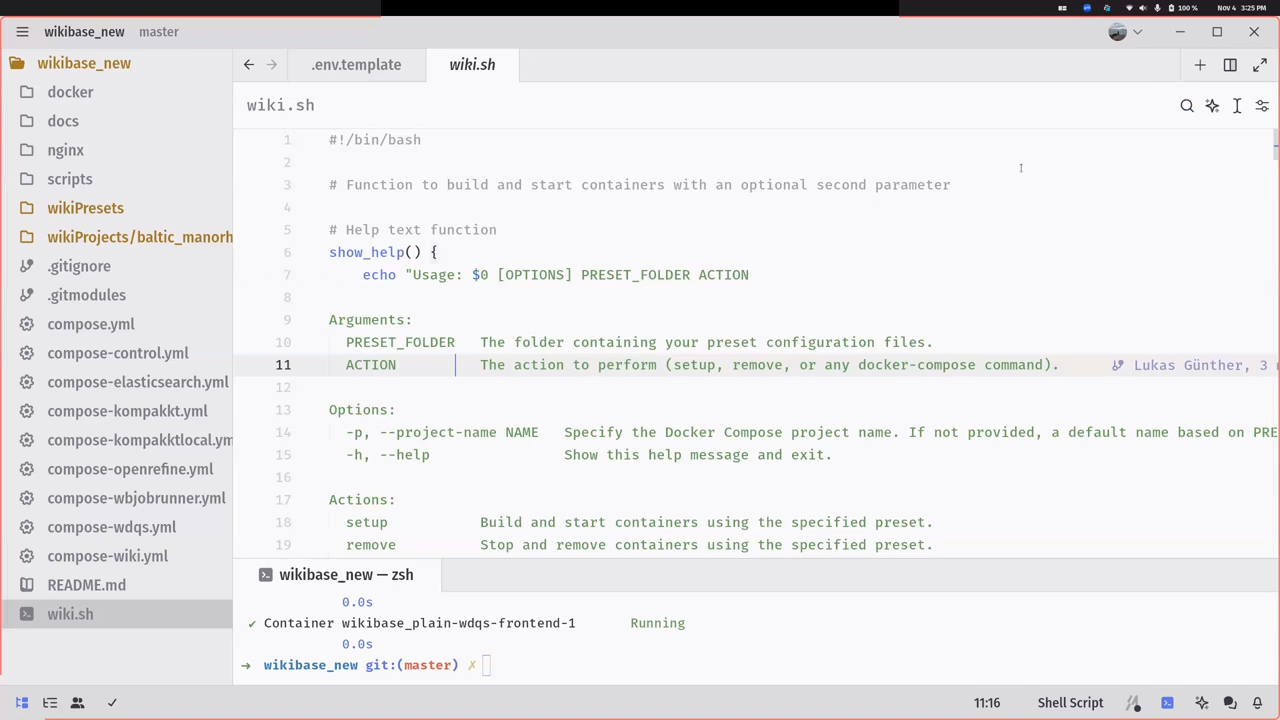 100 % Nov 4 3:25 PM
wikibase_new master
wikibase_new
docker
docs
nginx
scripts
wikiPresets
wikiProjects/baltic_manorh
.gitignore
.gitmodules
compose.yml
compose-control.yml
compose-elasticsearch.yml
compose-kompakkt.yml
compose-kompakktlocal.ym
compose-openrefine.yml
compose-wbjobrunner.yml
compose-wdqs.yml
compose-wiki.yml
README.md
wiki.sh
.env.template wiki.sh
wiki.sh
1 #!/bin/bash
2
3 # Function to build and start containers with an optional second parameter
4
5 # Help text function
6 show_help() {
7 echo "Usage: $0 [OPTIONS] PRESET_FOLDER ACTION
8
9 Arguments:
10 PRESET_FOLDER The folder containing your preset configuration files.
11 ACTION The action to perform (setup, remove, or any docker-compose command). Lukas Günther, 3
12
13 Options:
14 -p, --project-name NAME Specify the Docker Compose project name. If not provided, a default name based on PRE
15 -h, --help Show this help message and exit.
16
17 Actions:
18 setup Build and start containers using the specified preset.
19 remove Stop and remove containers using the specified preset.
wikibase_new — zsh
0.0s
✔ Container wikibase_plain-wdqs-frontend-1 Running
0.0s
→ wikibase_new git:(master) ✗
11:16 Shell Script